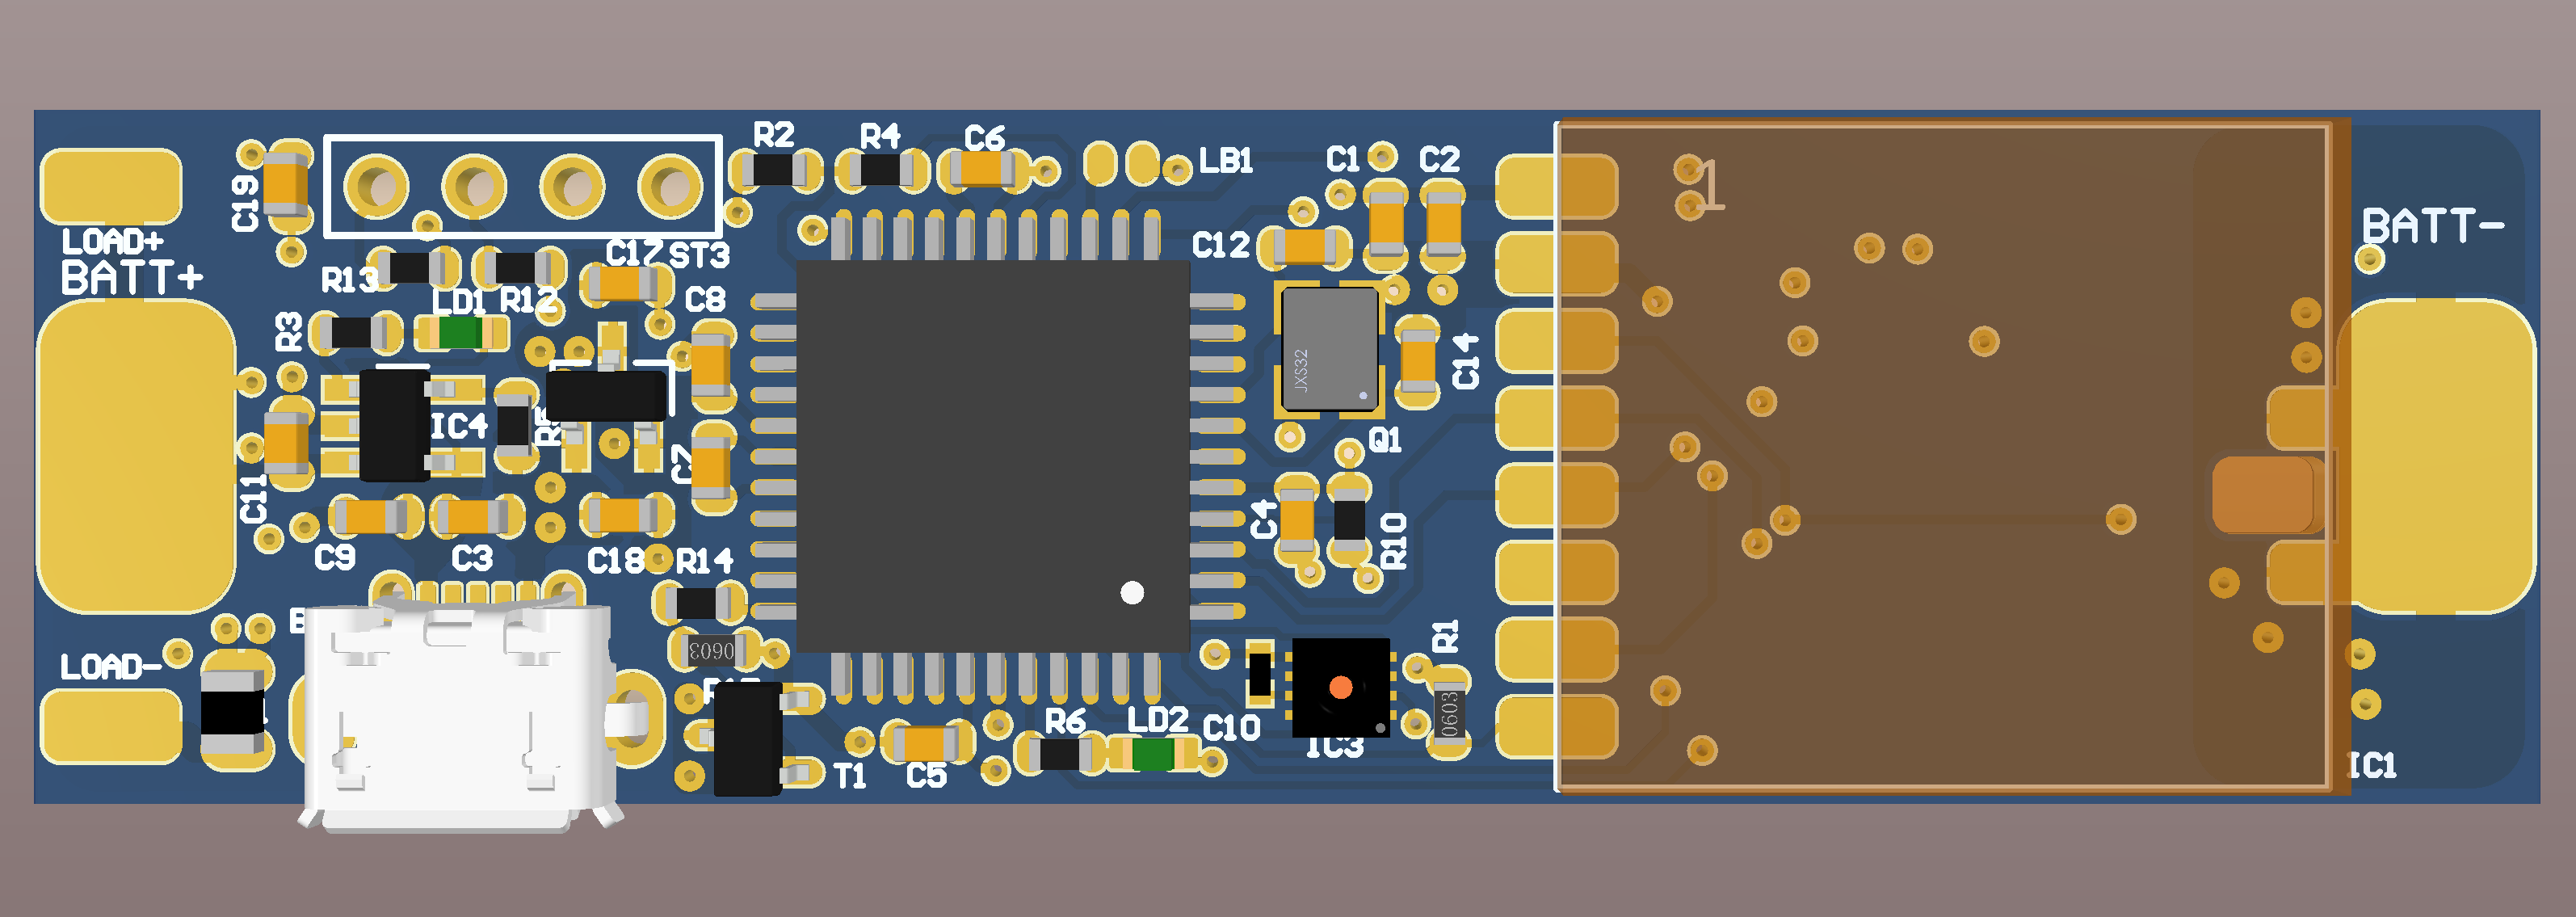 R2
R4
C6
LB1
C1
C2
1
C19
LOAD+
BATT+
C17
ST3
C12
BATT-
R13
LD1
R12
C8
R3
JXS32
C14
IC4
C7
Q1
C11
C4
R10
C9
C3
C18
R14
LOAD-
0603
R1
0603
R6
LD2
C10
IC3
T1
C5
IC1